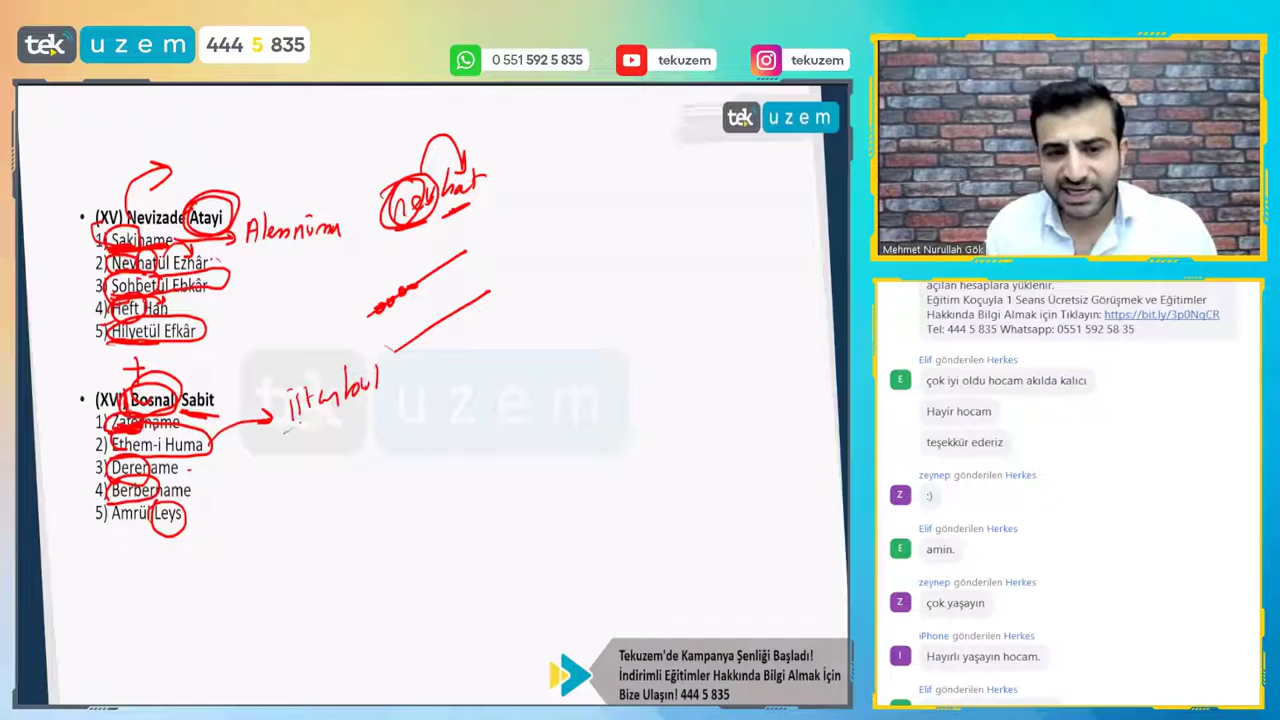 tek uzem 444 5 835
0 551 592 5 835
tekuzem
tekuzem
tek uzem
• (XV) Nevizade Atayi
1) Sakiname
2) Nevhatül Ezhâr
3) Sohbetül Ebkâr
4) Heft Han
5) Hilyetül Efkâr
Alemnüma
• (XVI) Bosnalı Sabit
1) Zafername
2) Ethem-i Huma
3) Derename
4) Berbername
5) Amrül Leys
tek uzem
Tekuzem'de Kampanya Şenliği Başladı!
İndirimli Eğitimler Hakkında Bilgi Almak İçin
Bize Ulaşın! 444 5 835
Mehmet Nurullah Gök
açılan hesaplara yüklenir.
Eğitim Koçuyla 1 Seans Ücretsiz Görüşmek ve Eğitimler
Hakkında Bilgi Almak için Tıklayın: https://bit.ly/3p0NqCR
Tel: 444 5 835 Whatsapp: 0551 592 58 35
Elif gönderilen Herkes
E
çok iyi oldu hocam akılda kalıcı
Hayir hocam
teşekkür ederiz
zeynep gönderilen Herkes
Z
:)
Elif gönderilen Herkes
E
amin.
zeynep gönderilen Herkes
Z
çok yaşayın
iPhone gönderilen Herkes
I
Hayırlı yaşayın hocam.
Elif gönderilen Herkes